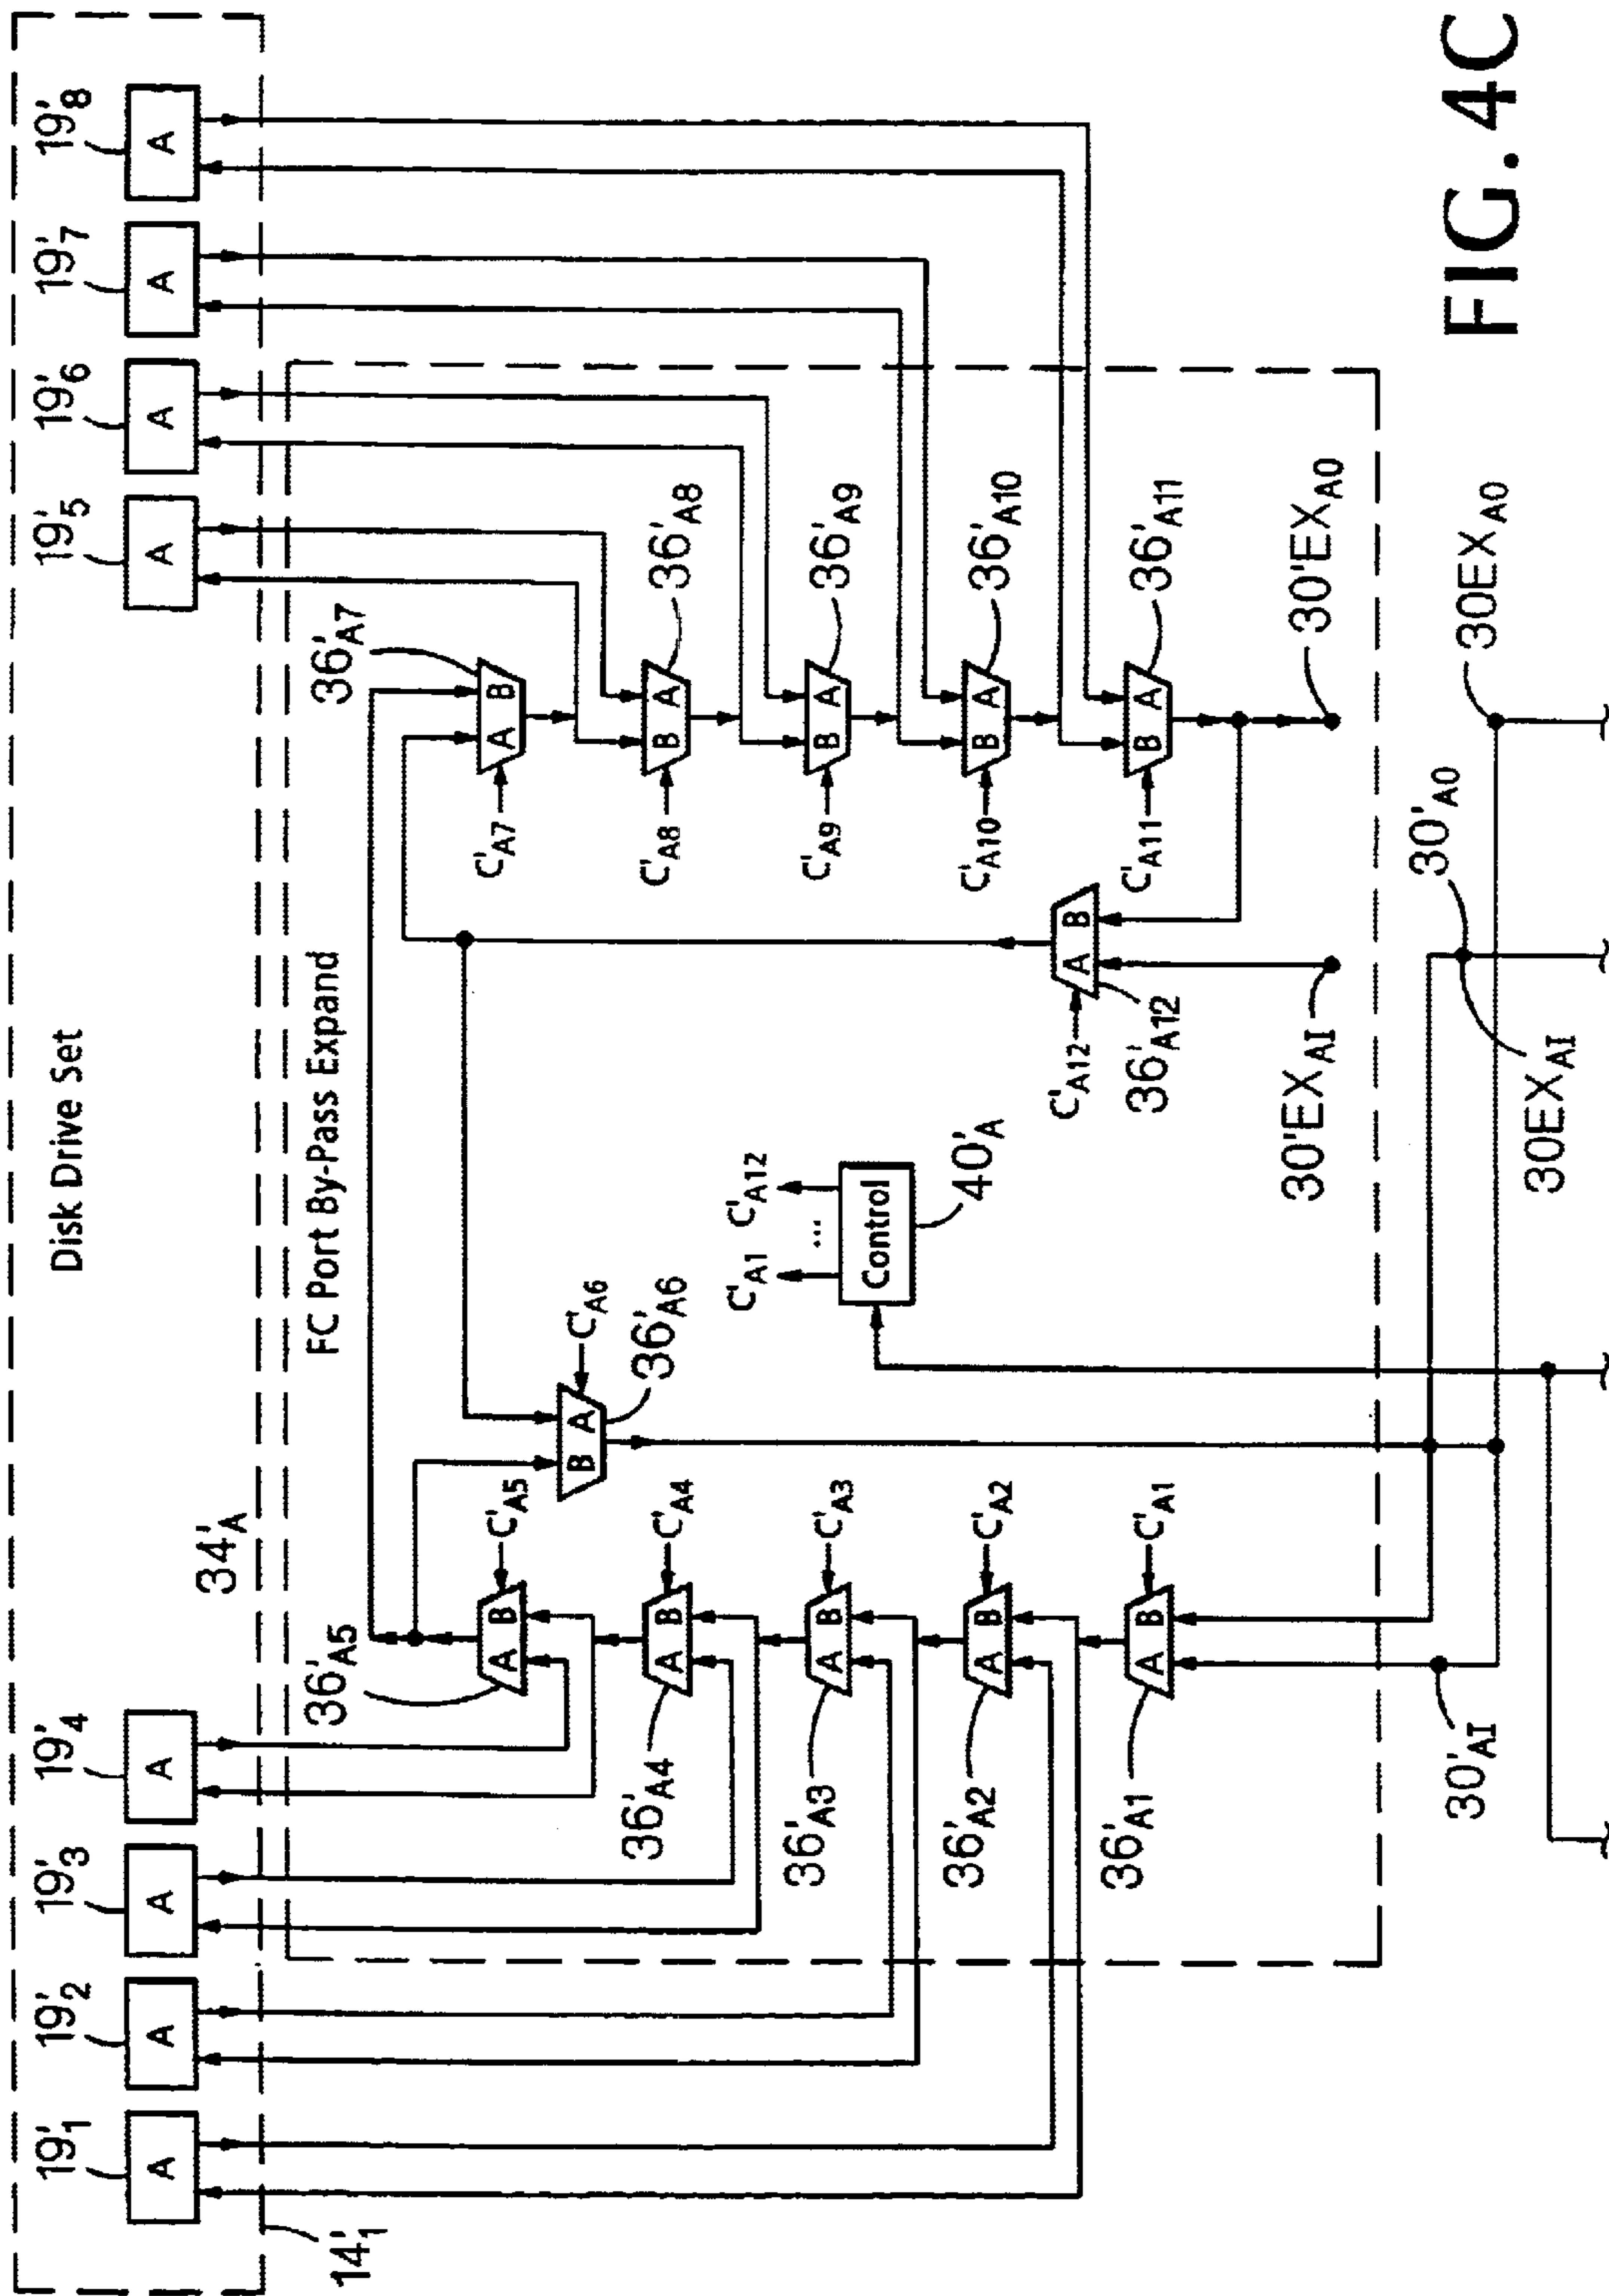 Disk Drive Set
19'1 19'2 19'3 19'4 19'5 19'6 19'7 19'8
A A A A A A A A
14'1
34'A
FC Port By-Pass Expand
36'A5
A B
C'A5
36'A7
A B
C'A7
B A
C'A6
36'A6
36'A4
A B
C'A4
C'A8
B A
36'A8
36'A3
A B
C'A3
C'A9
B A
36'A9
C'A1 ... C'A12
Control
40'A
36'A2
A B
C'A2
C'A10
B A
36'A10
36'A1
A B
C'A1
C'A12
A B
36'A12
C'A11
B A
36'A11
30'EXAI
30'EXAO
30'AI
30'AO
30EXAI
30EXAO
FIG. 4C